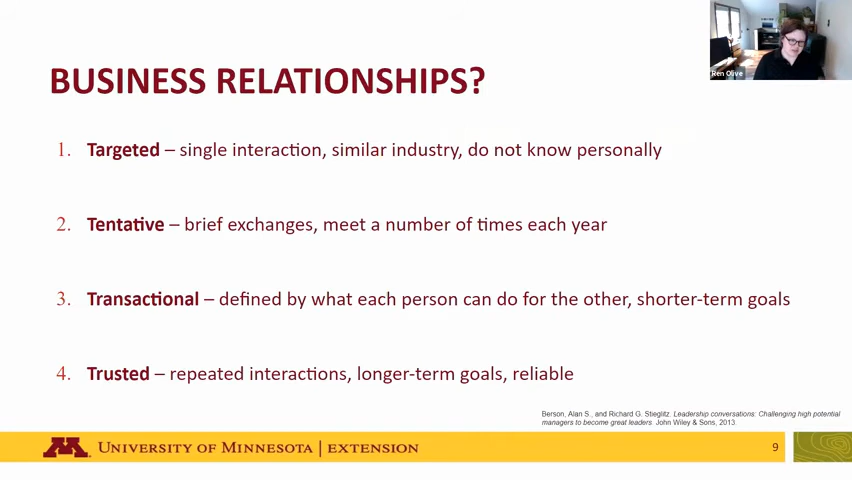 Ren Olive
BUSINESS RELATIONSHIPS?
1. Targeted – single interaction, similar industry, do not know personally
2. Tentative – brief exchanges, meet a number of times each year
3. Transactional – defined by what each person can do for the other, shorter-term goals
4. Trusted – repeated interactions, longer-term goals, reliable
Berson, Alan S., and Richard G. Stieglitz. Leadership conversations: Challenging high potential
managers to become great leaders. John Wiley & Sons, 2013.
M UNIVERSITY OF MINNESOTA | EXTENSION
9